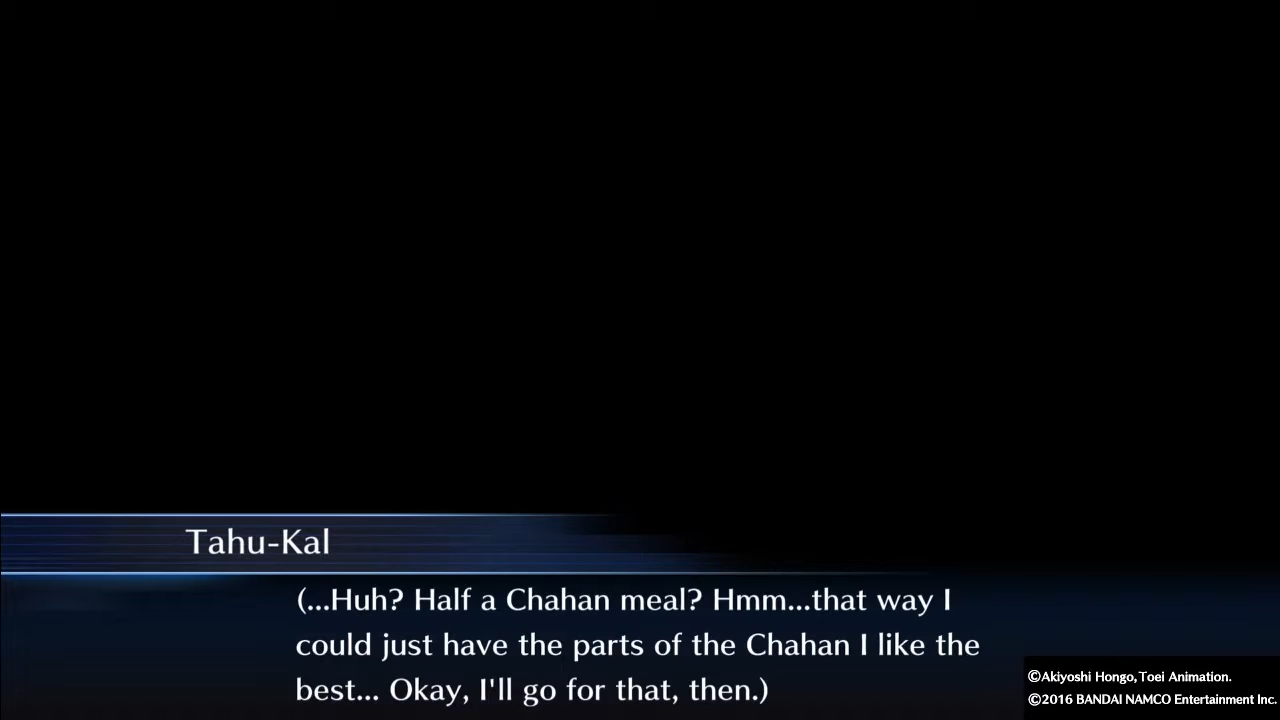 Tahu-Kal
(...Huh? Half a Chahan meal? Hmm...that way I
could just have the parts of the Chahan I like the
best... Okay, I'll go for that, then.)
©Akiyoshi Hongo, Toei Animation.
©2016 BANDAI NAMCO Entertainment Inc.